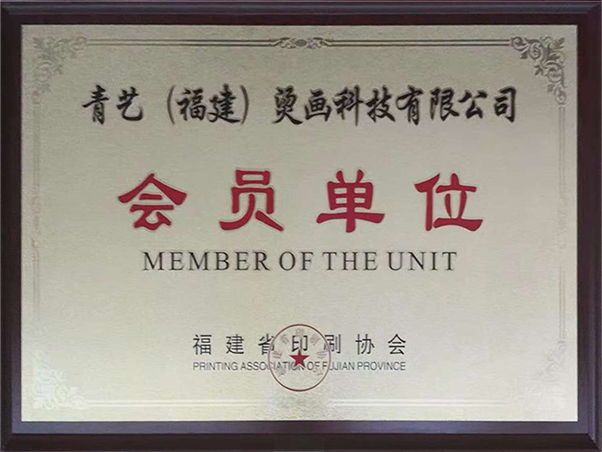 青艺（福建）烫画科技有限公司
会员单位
MEMBER OF THE UNIT
福建省印刷协会
PRINTING ASSOCIATION OF FUJIAN PROVINCE